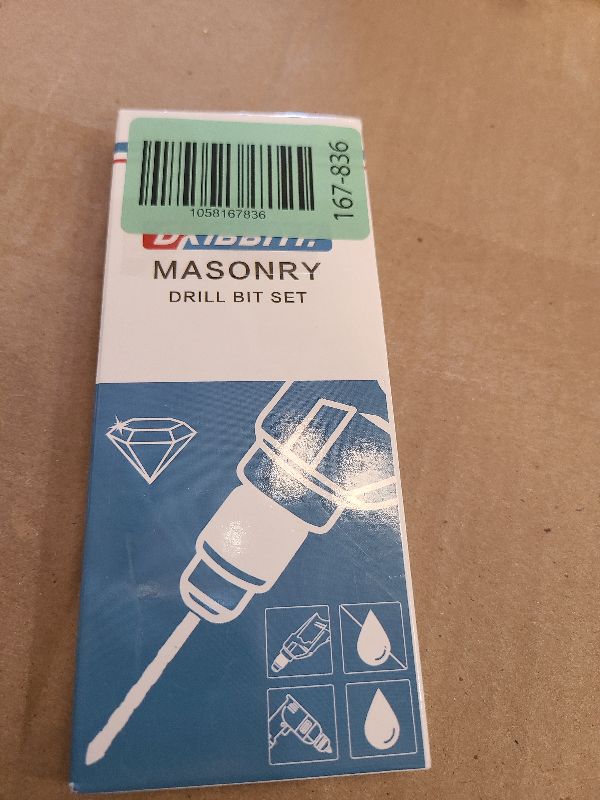 167-836
1058167836
MASONRY
DRILL BIT SET